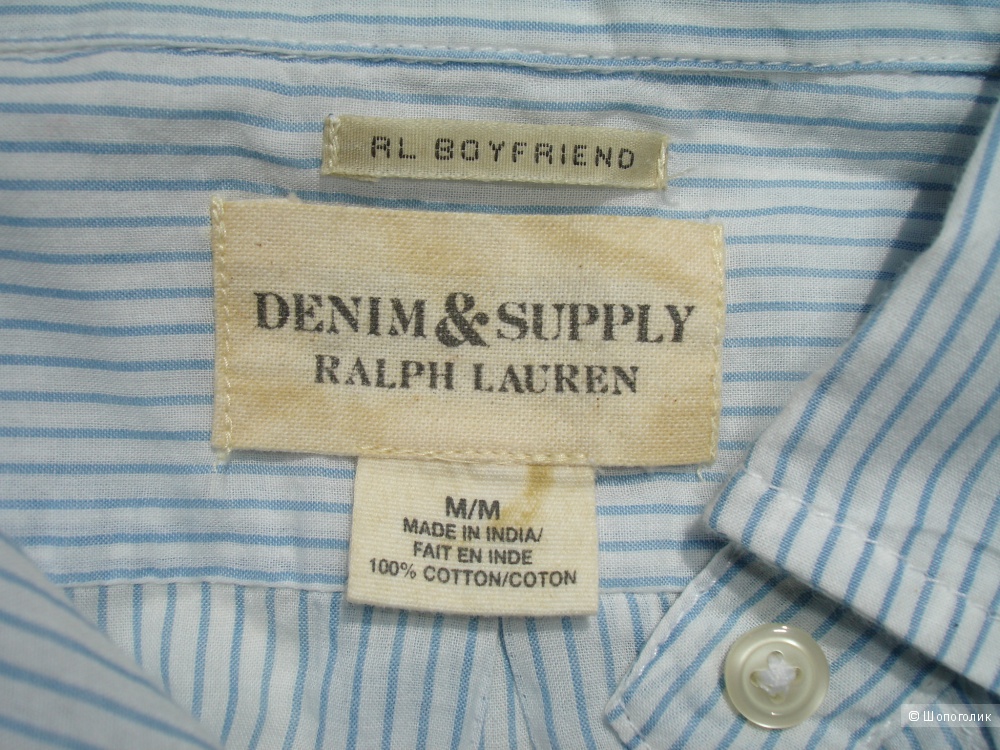 RL BOYFRIEND
DENIM & SUPPLY
RALPH LAUREN
M/M
MADE IN INDIA/
FAIT EN INDE
100% COTTON/COTON
© Шопоголик